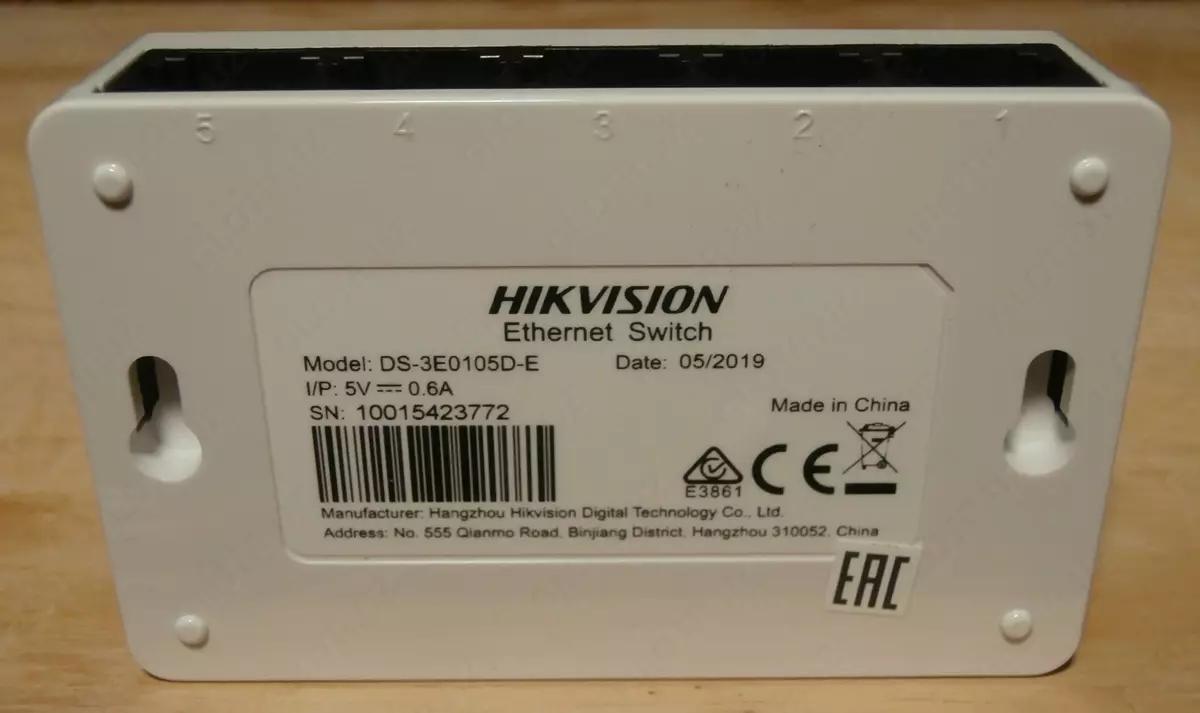 5 4 3 2 1
HIKVISION
Ethernet Switch
Model: DS-3E0105D-E Date: 05/2019
I/P: 5V ⎓ 0.6A
SN: 10015423772
Made in China
E3861
CE
Manufacturer: Hangzhou Hikvision Digital Technology Co., Ltd.
Address: No. 555 Qianmo Road, Binjiang District, Hangzhou 310052, China
EAC